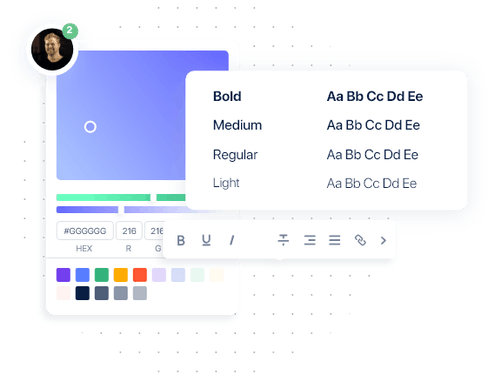 2
Bold Aa Bb Cc Dd Ee
Medium Aa Bb Cc Dd Ee
Regular Aa Bb Cc Dd Ee
Light Aa Bb Cc Dd Ee
#GGGGGG 216 216
HEX R G
B U I T